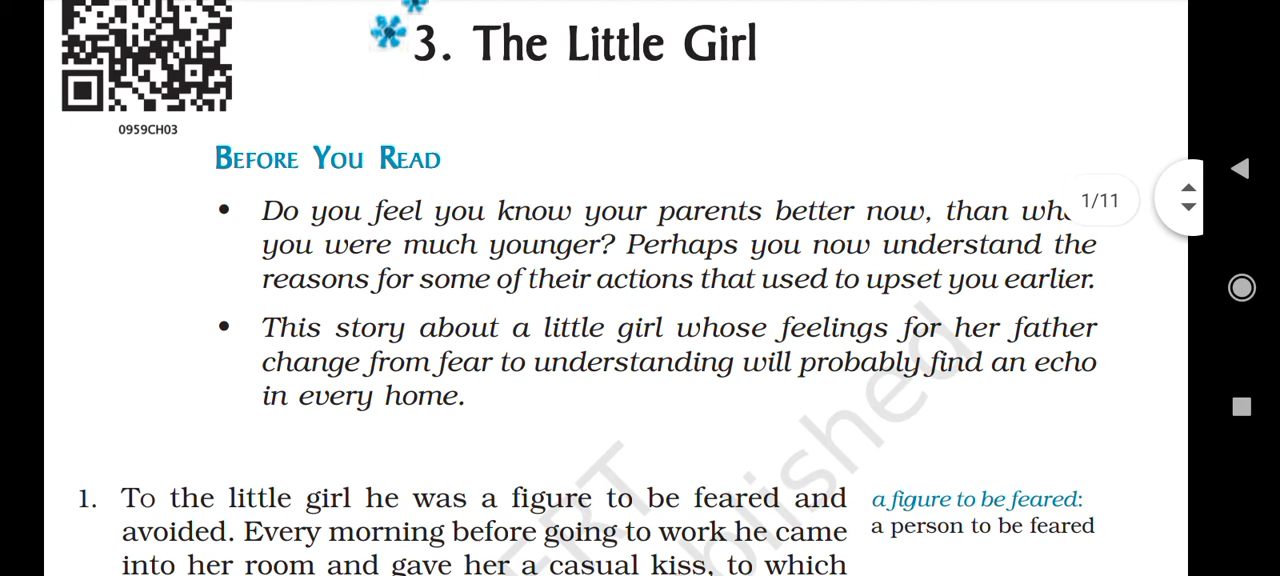 3. The Little Girl
0959CH03
BEFORE YOU READ
• Do you feel you know your parents better now, than
you were much younger? Perhaps you now understand the
reasons for some of their actions that used to upset you earlier.
• This story about a little girl whose feelings for her father
change from fear to understanding will probably find an echo
in every home.
1/11
1. To the little girl he was a figure to be feared and
avoided. Every morning before going to work he came
into her room and gave her a casual kiss, to which
a figure to be feared:
a person to be feared